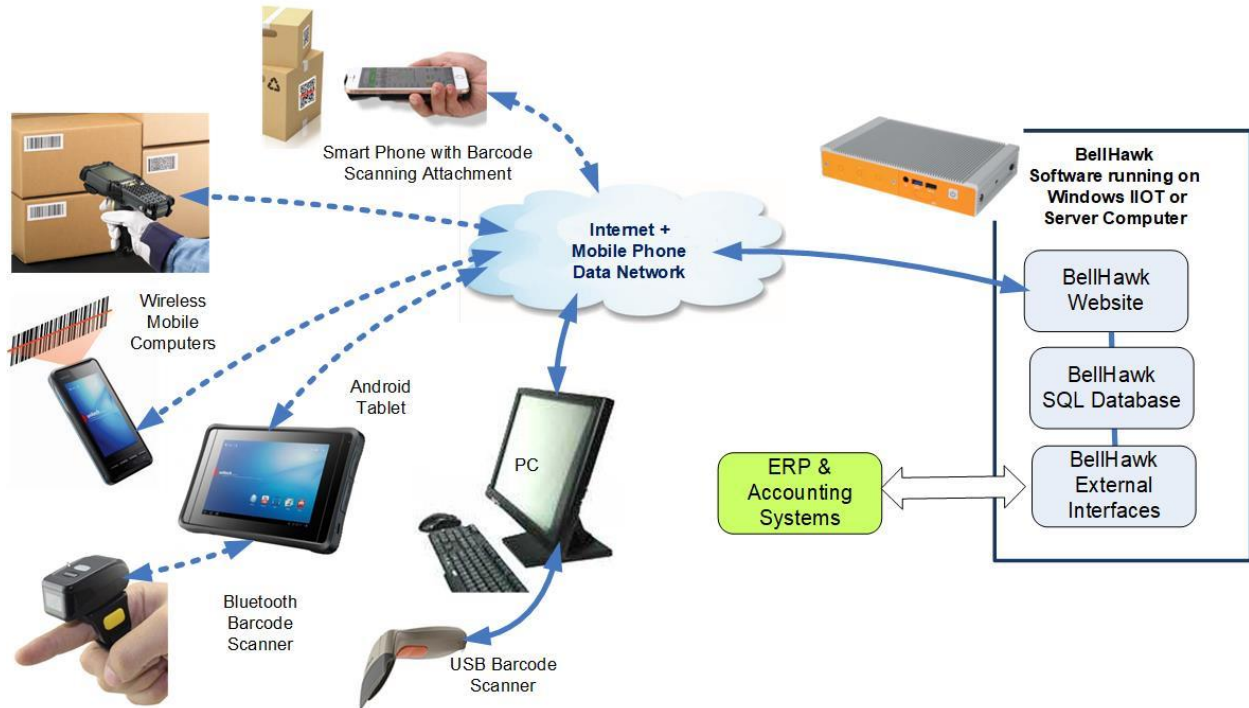 Smart Phone with Barcode
Scanning Attachment
Internet +
Mobile Phone
Data Network
BellHawk
Software running on
Windows IIOT or
Server Computer
BellHawk
Website
BellHawk
SQL Database
BellHawk
External
Interfaces
ERP &
Accounting
Systems
Wireless
Mobile
Computers
Android
Tablet
PC
Bluetooth
Barcode
Scanner
USB Barcode
Scanner